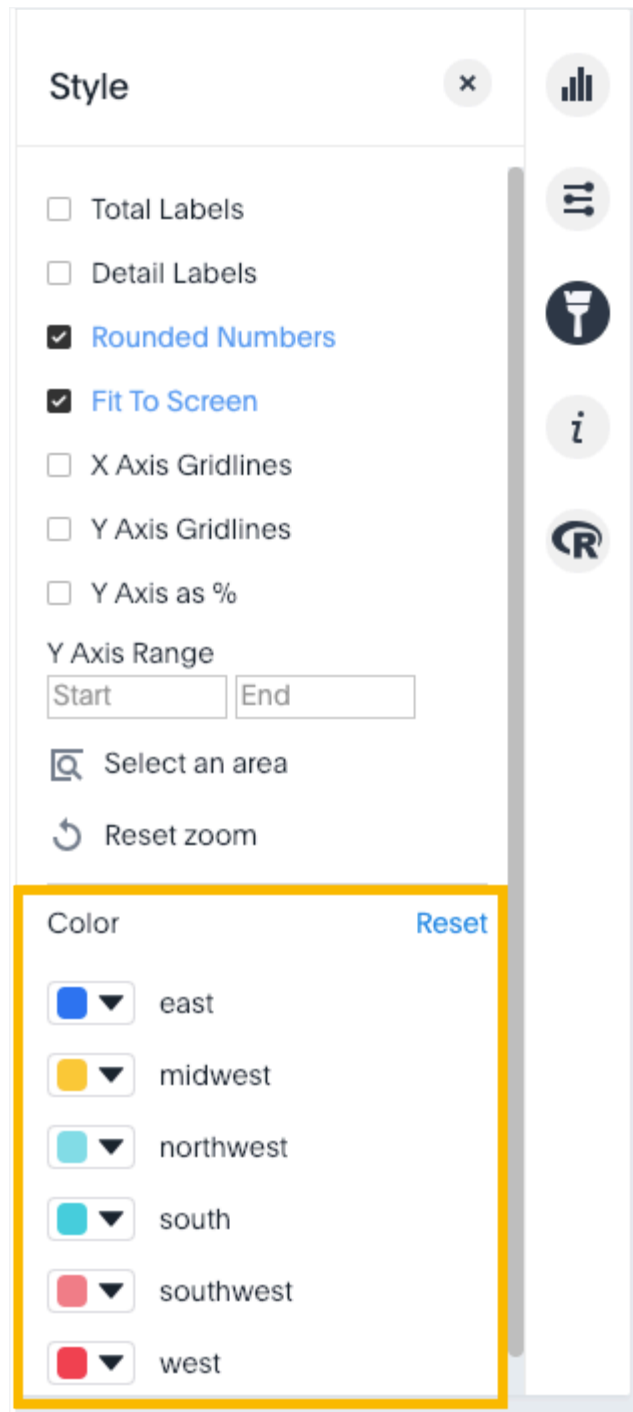 Style
Total Labels
Detail Labels
Rounded Numbers
Fit To Screen
X Axis Gridlines
Y Axis Gridlines
Y Axis as %
Y Axis Range
Start End
Select an area
Reset zoom
Color Reset
east
midwest
northwest
south
southwest
west
i
R